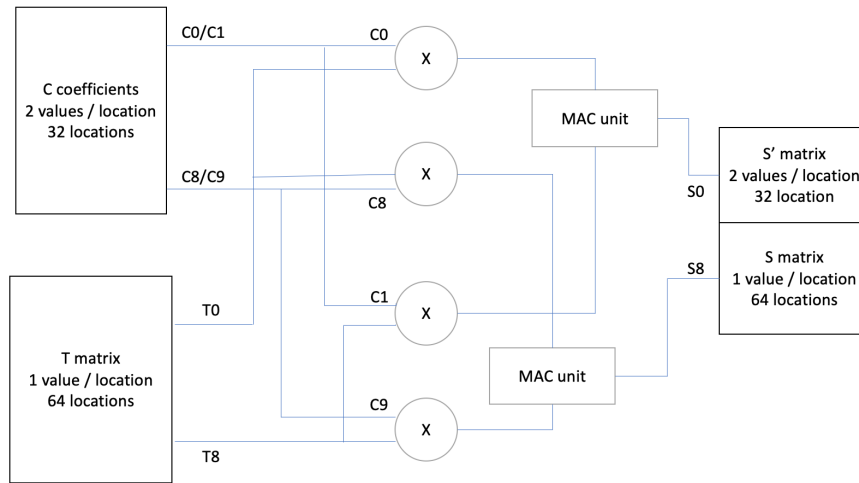 C0/C1
C0
X
C coefficients
2 values / location
32 locations
MAC unit
S’ matrix
2 values / location
32 location
X
C8/C9
C8
S0
S matrix
1 value / location
64 locations
S8
C1
X
T0
T matrix
1 value / location
64 locations
MAC unit
C9
X
T8